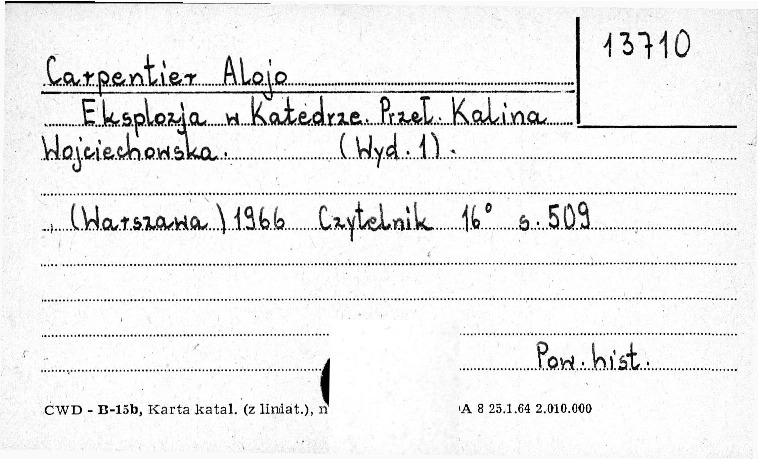 13710
Carpentier Alojo
Eksplozja w Katedrze. Przeł. Kalina
Wojciechowska. (Wyd. 1).
(Warszawa) 1966 Czytelnik 16° s. 509
Pow. hist.
CWD - B-15b, Karta katal. (z liniat.), n A 8 25.1.64 2.010.000